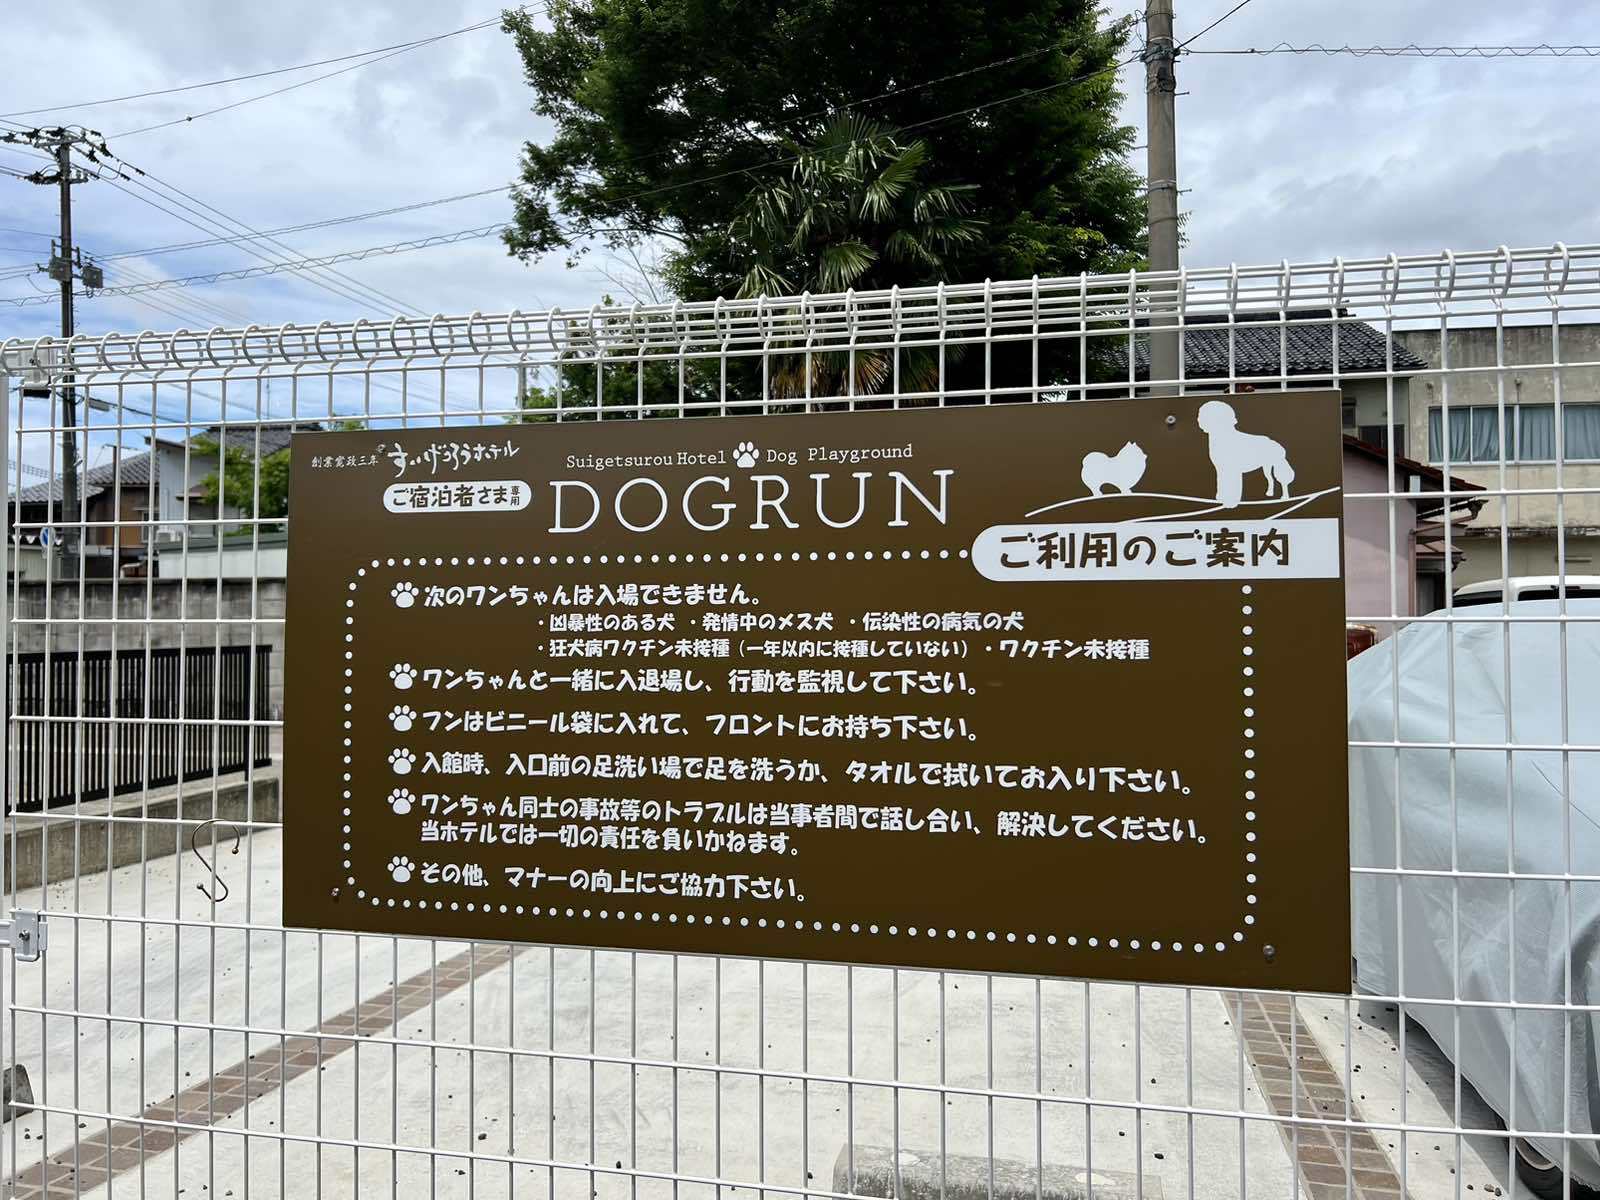 創業寛政三年 すいげつろうホテル
ご宿泊者さま専用
Suigetsurou Hotel Dog Playground
DOGRUN
ご利用のご案内
次のワンちゃんは入場できません。
・凶暴性のある犬 ・発情中のメス犬 ・伝染性の病気の犬
・狂犬病ワクチン未接種（一年以内に接種していない）・ワクチン未接種
ワンちゃんと一緒に入退場し、行動を監視して下さい。
フンはビニール袋に入れて、フロントにお持ち下さい。
入館時、入口前の足洗い場で足を洗うか、タオルで拭いてお入り下さい。
ワンちゃん同士の事故等のトラブルは当事者間で話し合い、解決してください。
当ホテルでは一切の責任を負いかねます。
その他、マナーの向上にご協力下さい。